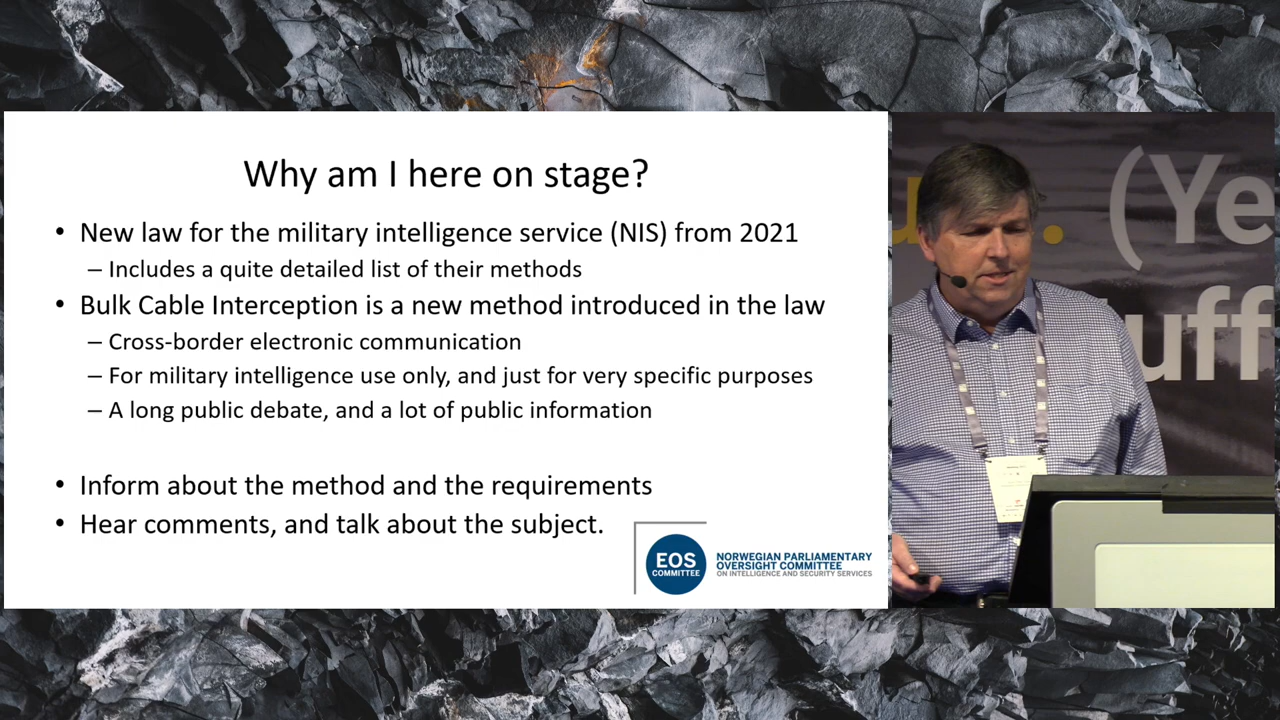 Why am I here on stage?
• New law for the military intelligence service (NIS) from 2021
– Includes a quite detailed list of their methods
• Bulk Cable Interception is a new method introduced in the law
– Cross-border electronic communication
– For military intelligence use only, and just for very specific purposes
– A long public debate, and a lot of public information
• Inform about the method and the requirements
• Hear comments, and talk about the subject.
EOS
COMMITTEE
NORWEGIAN PARLIAMENTARY
OVERSIGHT COMMITTEE
ON INTELLIGENCE AND SECURITY SERVICES
(Ye
uff